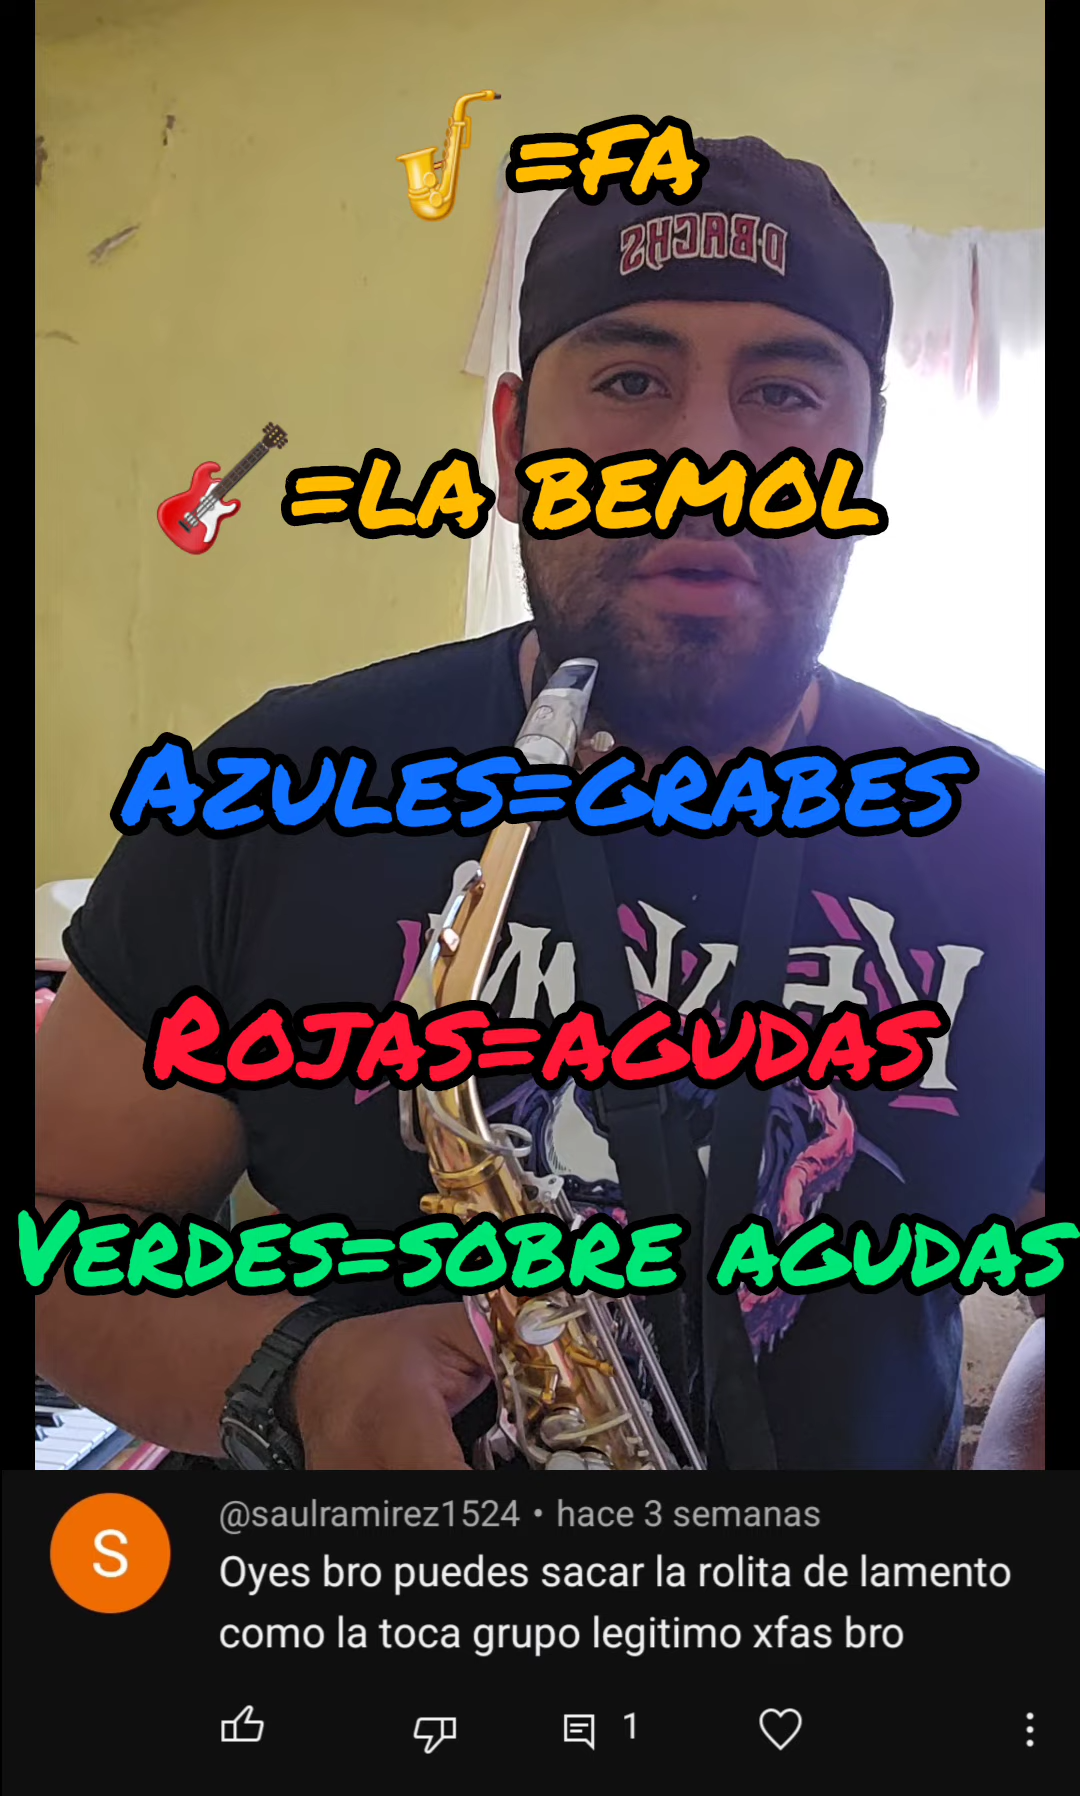 =FA
DBACHS
=LA BEMOL
AZULES=GRABES
ROJAS=AGUDAS
VERDES=SOBRE AGUDAS
S
@saulramirez1524 • hace 3 semanas
Oyes bro puedes sacar la rolita de lamento
como la toca grupo legitimo xfas bro
1